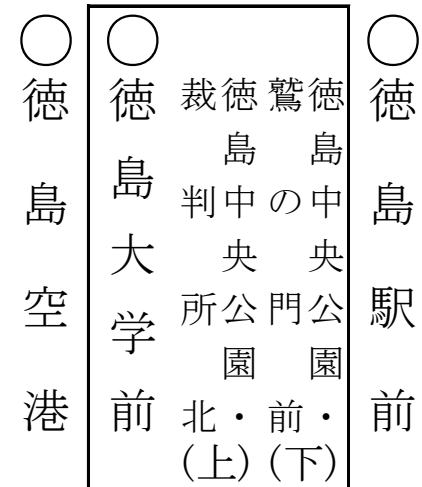 ○徳島駅前
徳島中央公園・
鷲の門前
(下)
徳島中央公園・
裁判所北
(上)
○徳島大学前
○徳島空港